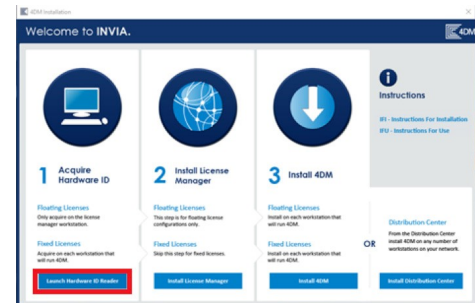 4DM Installation
Welcome to INVIA.
4DM
1 Acquire
Hardware ID
Floating Licenses
Only acquire on the license
manager workstation.
Fixed Licenses
Acquire on each workstation that
will run 4DM.
Launch Hardware ID Reader
2 Install License
Manager
Floating Licenses
This step is for floating license
configurations only.
Fixed Licenses
Skip this step for fixed licenses.
Install License Manager
3 Install 4DM
Floating Licenses
Install on each workstation that
will run 4DM.
Fixed Licenses
Install on each workstation that
will run 4DM.
Install 4DM
OR
Instructions
IFI - Instructions For Installation
IFU - Instructions For Use
Distribution Center
From the Distribution Center
install 4DM on any number of
workstations on your network.
Install Distribution Center